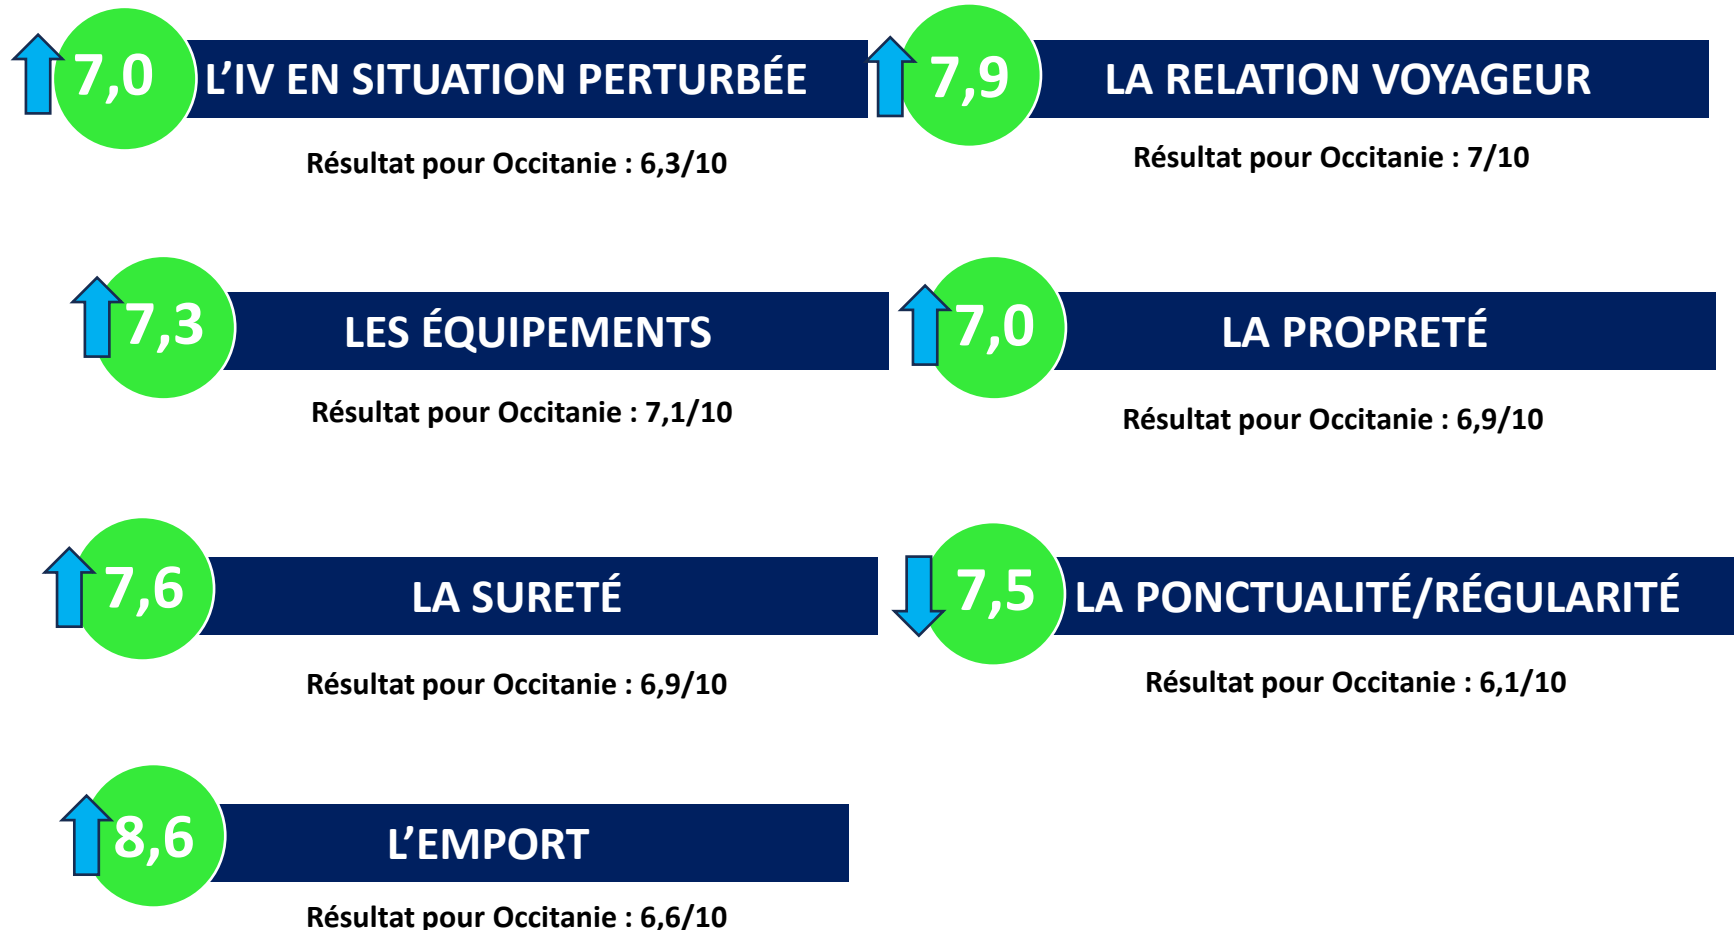 7,0
L’IV EN SITUATION PERTURBÉE
Résultat pour Occitanie : 6,3/10
7,9
LA RELATION VOYAGEUR
Résultat pour Occitanie : 7/10
7,3
LES ÉQUIPEMENTS
Résultat pour Occitanie : 7,1/10
7,0
LA PROPRETÉ
Résultat pour Occitanie : 6,9/10
7,6
LA SURETÉ
Résultat pour Occitanie : 6,9/10
7,5
LA PONCTUALITÉ/RÉGULARITÉ
Résultat pour Occitanie : 6,1/10
8,6
L’EMPORT
Résultat pour Occitanie : 6,6/10